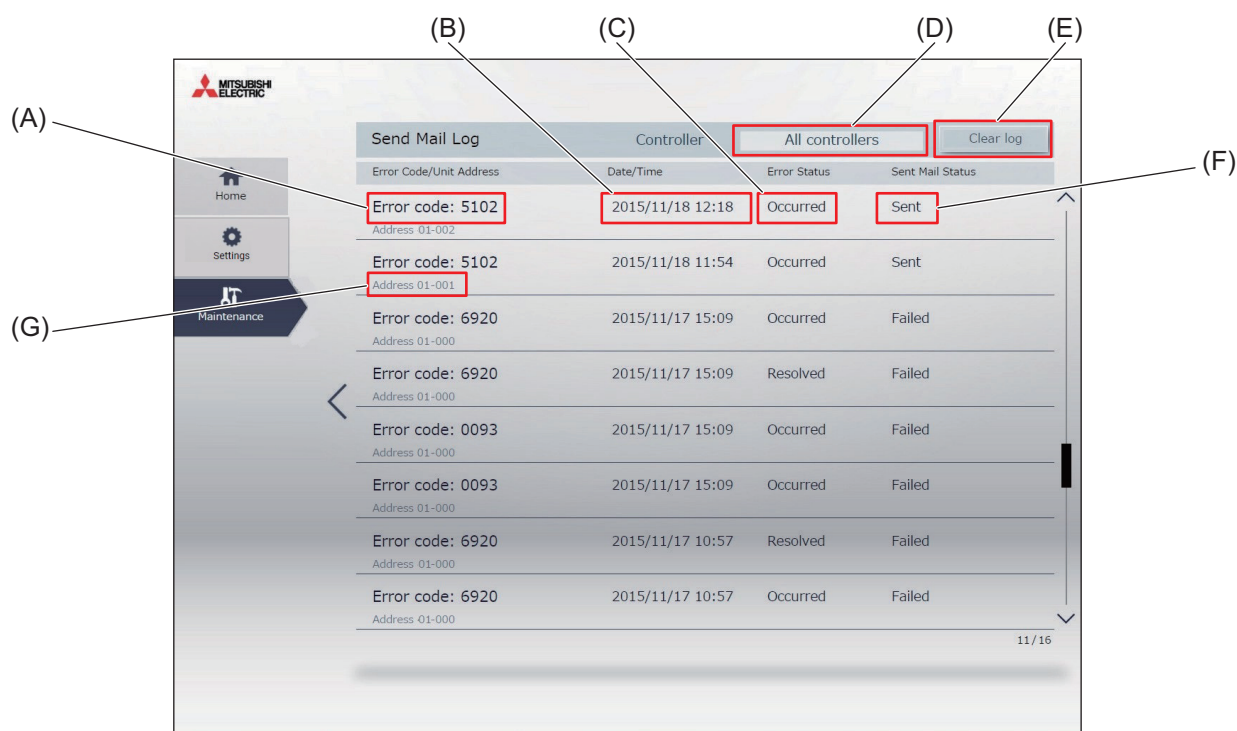 (B) (C) (D) (E)
MITSUBISHI
ELECTRIC
(A)
Send Mail Log Controller All controllers Clear log
Error Code/Unit Address Date/Time Error Status Sent Mail Status
(F)
Home
Error code: 5102 2015/11/18 12:18 Occurred Sent
Address 01-002
Settings
Error code: 5102 2015/11/18 11:54 Occurred Sent
Address 01-001
Maintenance
(G)
Error code: 6920 2015/11/17 15:09 Occurred Failed
Address 01-000
Error code: 6920 2015/11/17 15:09 Resolved Failed
Address 01-000
Error code: 0093 2015/11/17 15:09 Occurred Failed
Address 01-000
Error code: 0093 2015/11/17 15:09 Occurred Failed
Address 01-000
Error code: 6920 2015/11/17 10:57 Resolved Failed
Address 01-000
Error code: 6920 2015/11/17 10:57 Occurred Failed
Address 01-000
11/16